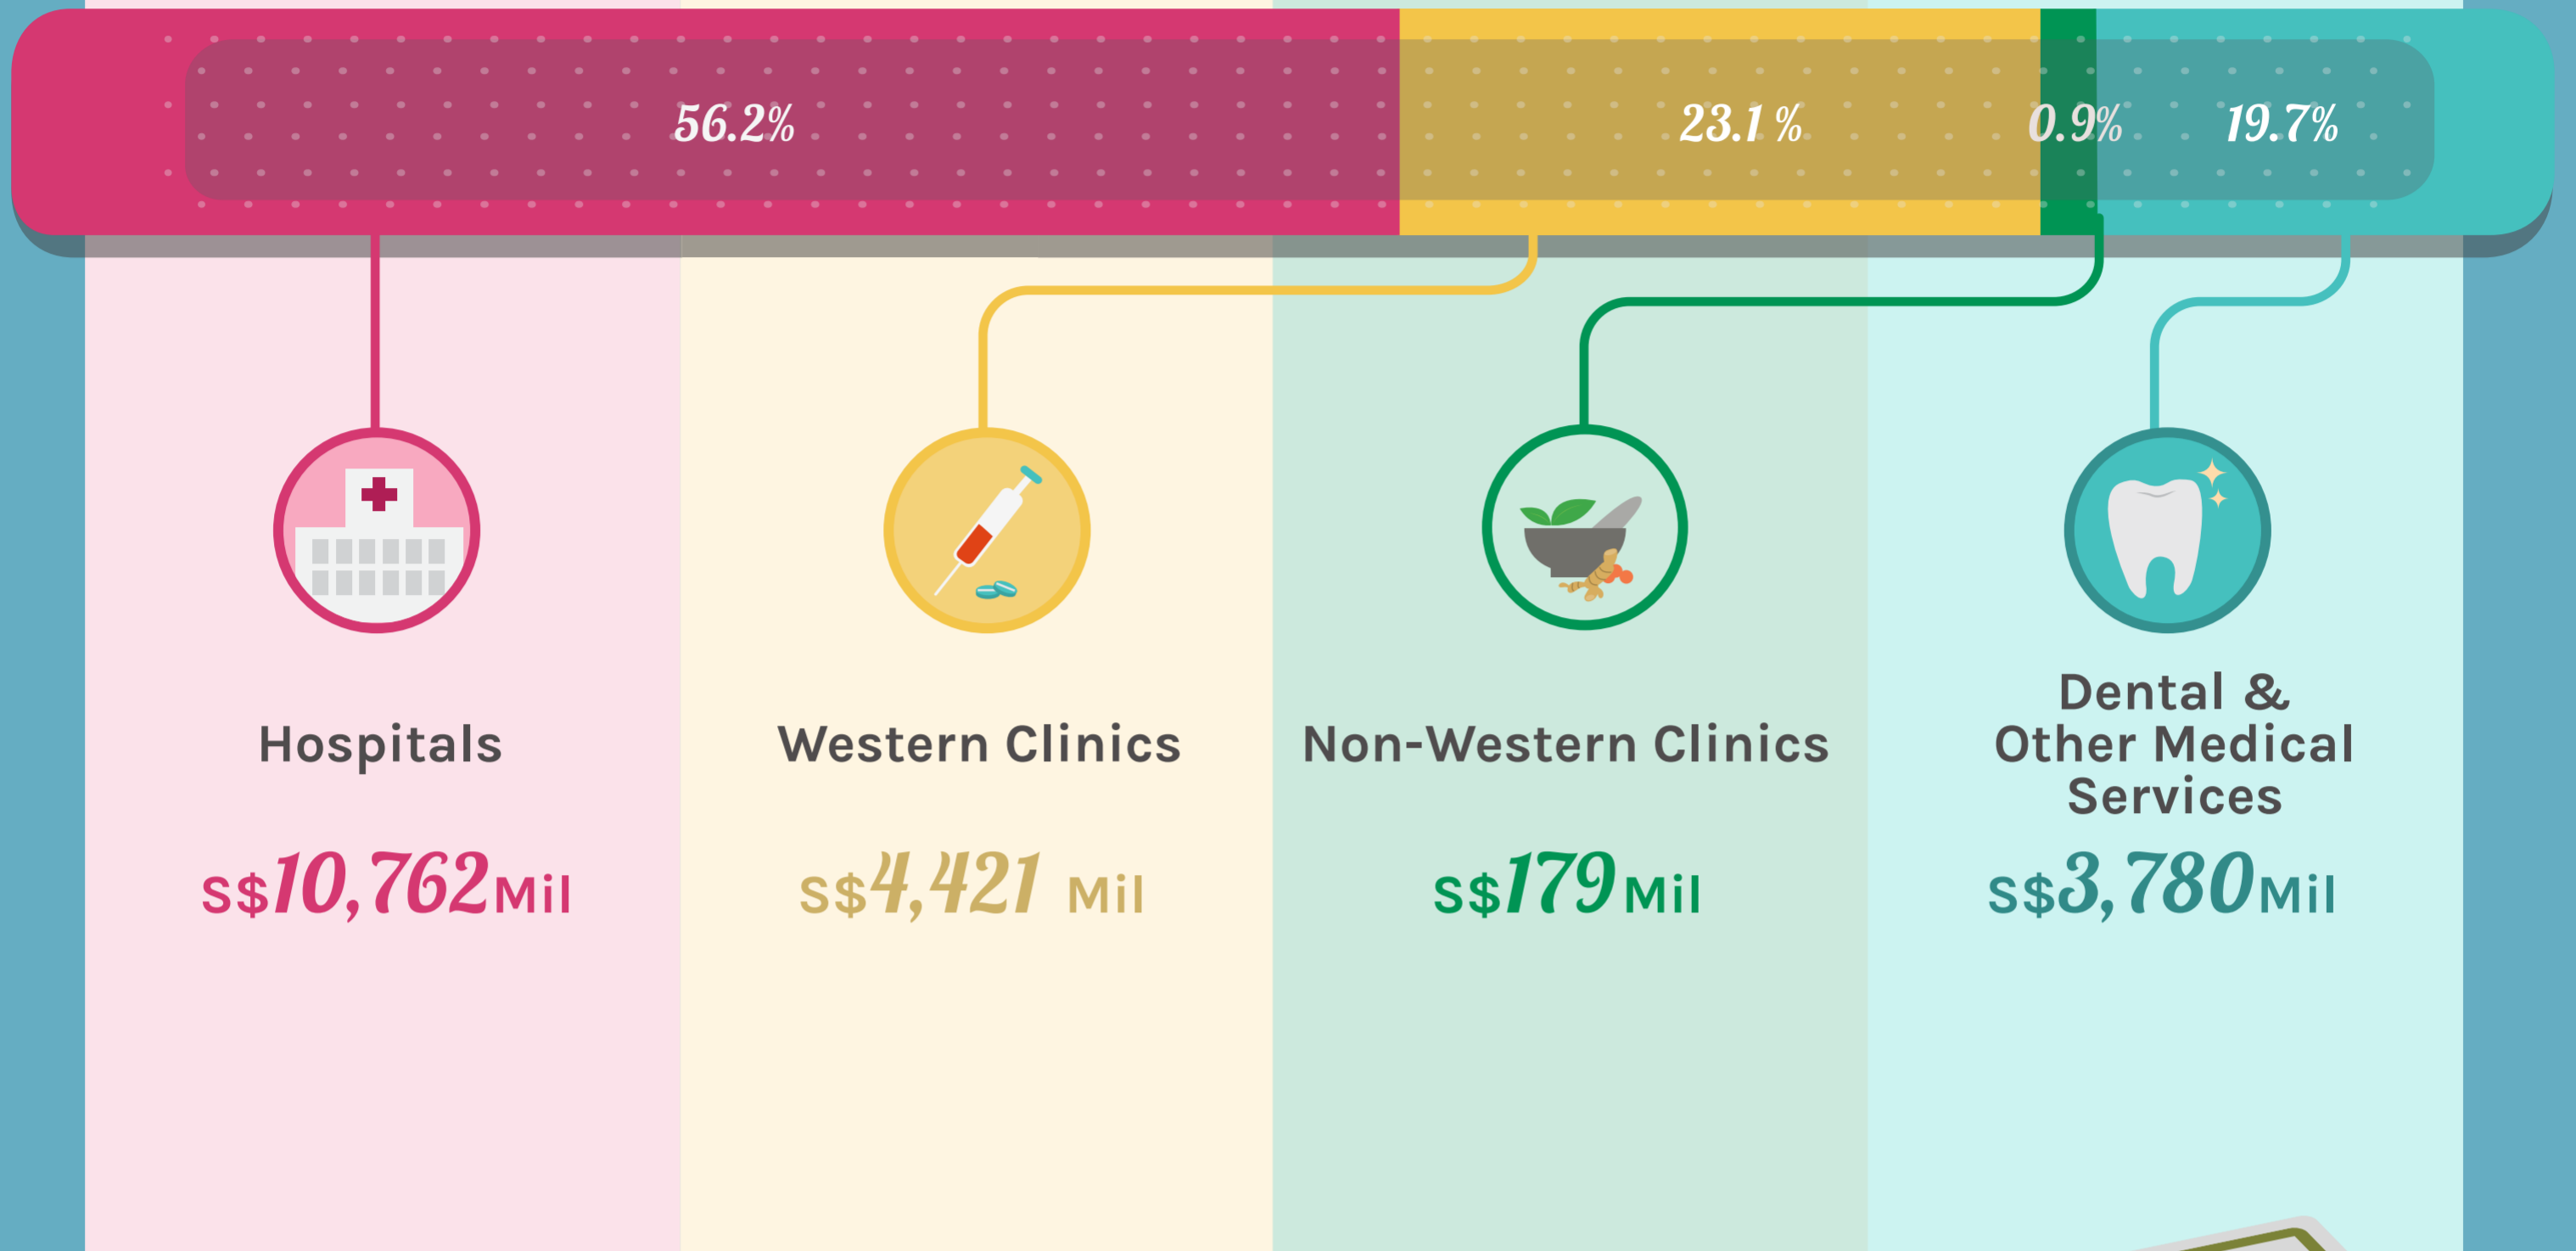 56.2%
23.1 %
0.9%
19.7%
Hospitals
S$10,762Mil
Western Clinics
S$4,421 Mil
Non-Western Clinics
S$179Mil
Dental &
Other Medical
Services
S$3,780Mil